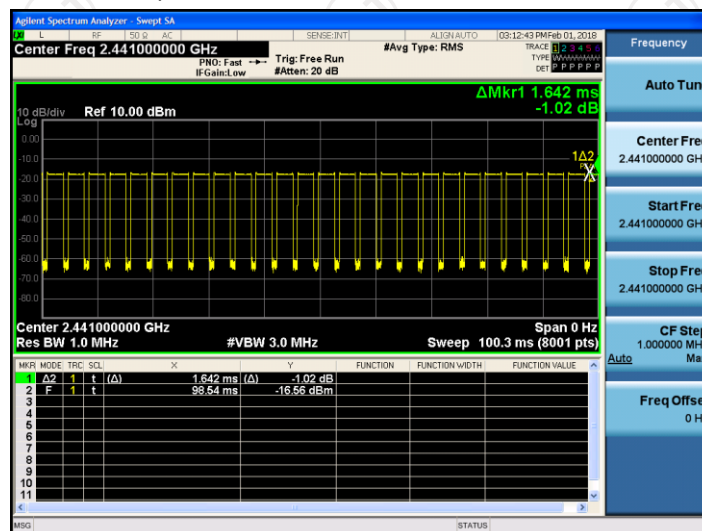 Agilent Spectrum Analyzer - Swept SA
L RF 50 Ω AC SENSE:INT ALIGN AUTO 03:12:43 PM Feb 01, 2018
Center Freq 2.441000000 GHz
#Avg Type: RMS
TRACE 1 2 3 4 5 6
PNO: Fast Trig: Free Run
TYPE WWWWWW
IFGain:Low #Atten: 20 dB
DET P P P P P P
ΔMkr1 1.642 ms
-1.02 dB
10 dB/div Ref 10.00 dBm
Log
0.00
-10.0
-20.0
-30.0
-40.0
-50.0
-60.0
-70.0
-80.0
1Δ2
Center 2.441000000 GHz Span 0 Hz
Res BW 1.0 MHz #VBW 3.0 MHz Sweep 100.3 ms (8001 pts)
MKR MODE TRC SCL X Y FUNCTION FUNCTION WIDTH FUNCTION VALUE
1 Δ2 1 t (Δ) 1.642 ms (Δ) -1.02 dB
2 F 1 t 98.54 ms -16.56 dBm
3
4
5
6
7
8
9
10
11
MSG STATUS
Frequency
Auto Tun
Center Fre
2.441000000 GH
Start Fre
2.441000000 GH
Stop Fre
2.441000000 GH
CF Ste
1.000000 MH
Auto Ma
Freq Offse
0 H